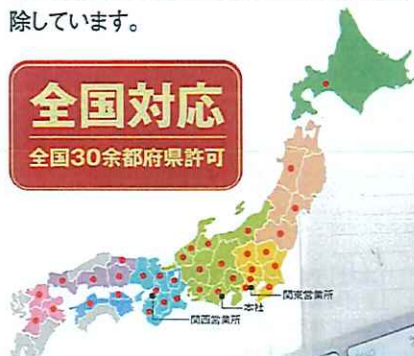 除しています。
全国対応
全国30余都府県許可
関東営業所
本社
関西営業所